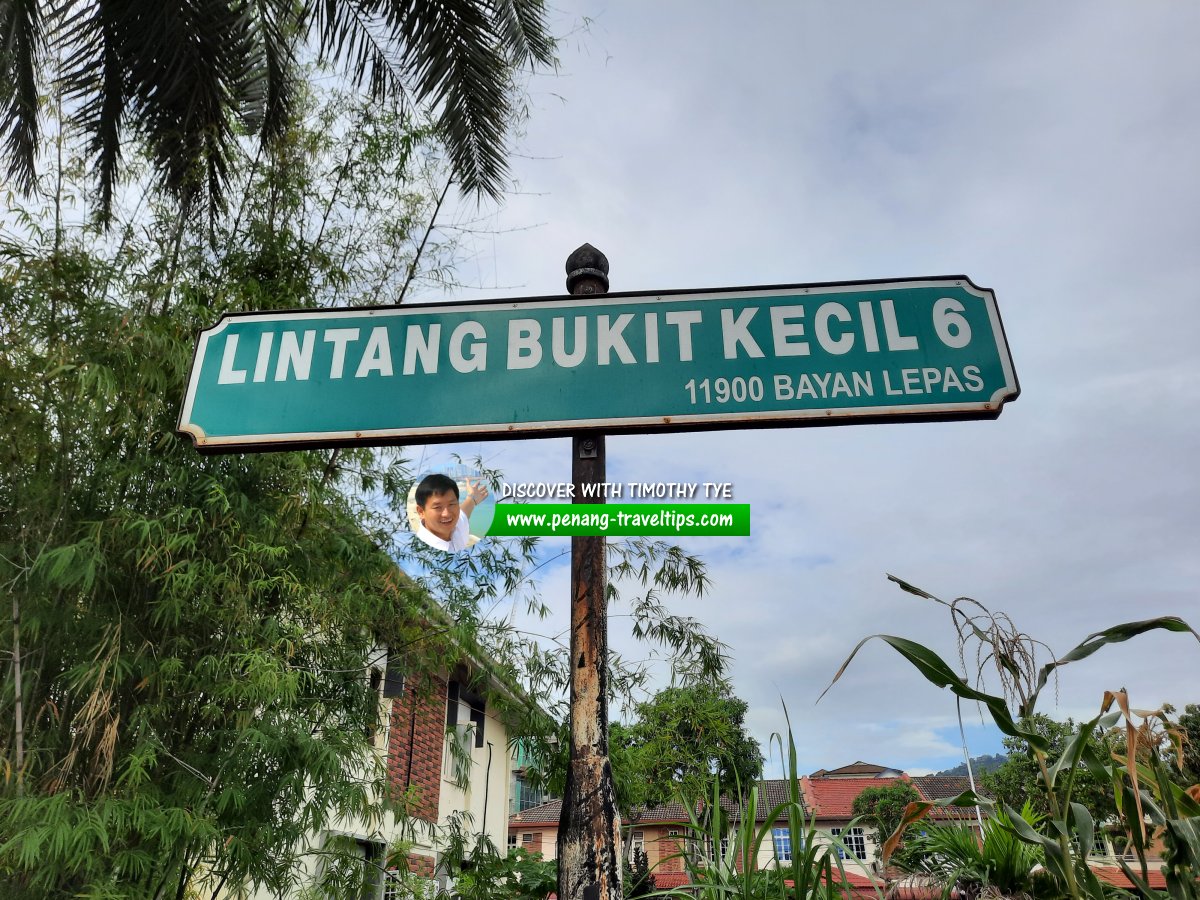 LINTANG BUKIT KECIL 6
11900 BAYAN LEPAS
DISCOVER WITH TIMOTHY TYE
www.penang-traveltips.com